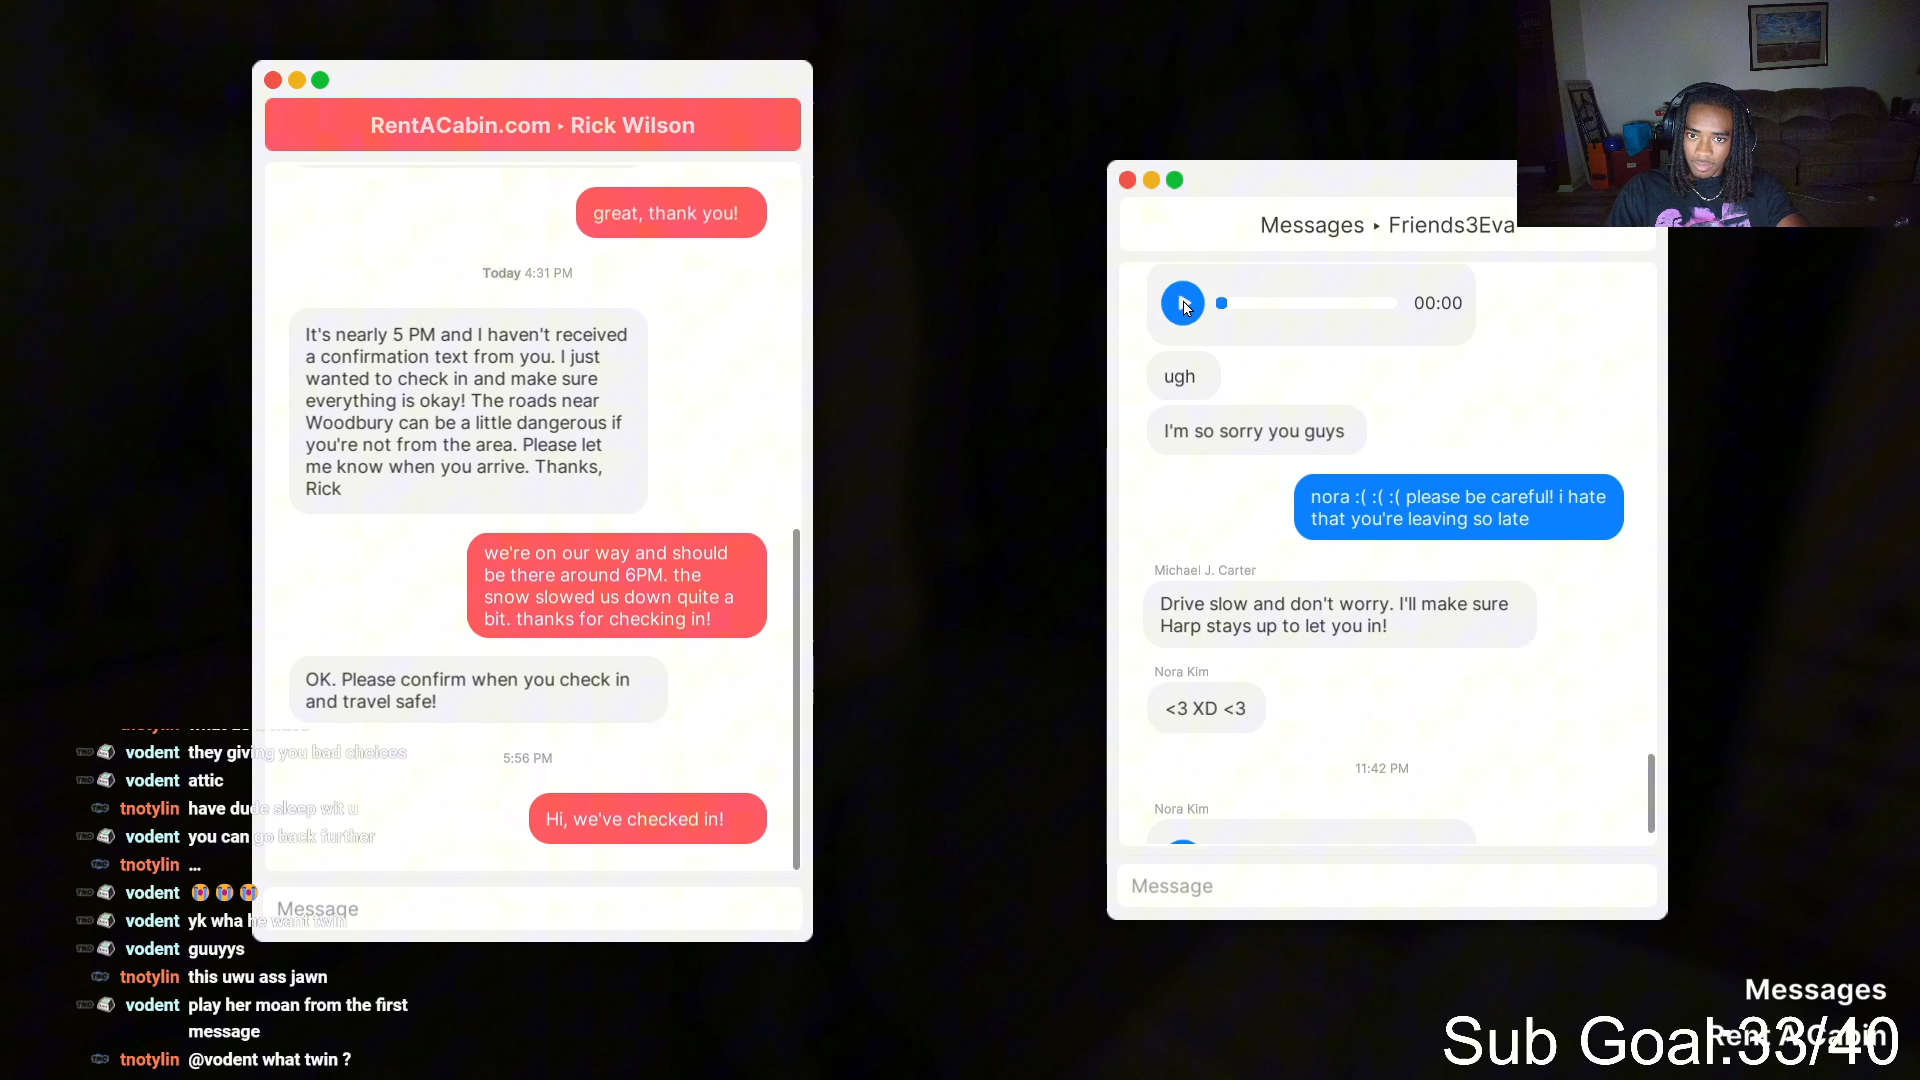 RentACabin.com ‣ Rick Wilson
great, thank you!
Today 4:31 PM
It's nearly 5 PM and I haven't received
a confirmation text from you. I just
wanted to check in and make sure
everything is okay! The roads near
Woodbury can be a little dangerous if
you're not from the area. Please let
me know when you arrive. Thanks,
Rick
we're on our way and should
be there around 6PM. the
snow slowed us down quite a
bit. thanks for checking in!
OK. Please confirm when you check in
and travel safe!
5:56 PM
Hi, we've checked in!
Message
Messages ‣ Friends3Eva
00:00
ugh
I'm so sorry you guys
nora :( :( :( please be careful! i hate
that you're leaving so late
Michael J. Carter
Drive slow and don't worry. I'll make sure
Harp stays up to let you in!
Nora Kim
<3 XD <3
11:42 PM
Nora Kim
Message
vodent they giving you bad choices
vodent attic
tnotylin have dude sleep wit u
vodent you can go back further
tnotylin ...
vodent 😭 😭 😭
vodent yk wha he want twin
vodent guuyys
tnotylin this uwu ass jawn
vodent play her moan from the first
message
tnotylin @vodent what twin ?
Messages
Rent A Cabin
Sub Goal:33/40